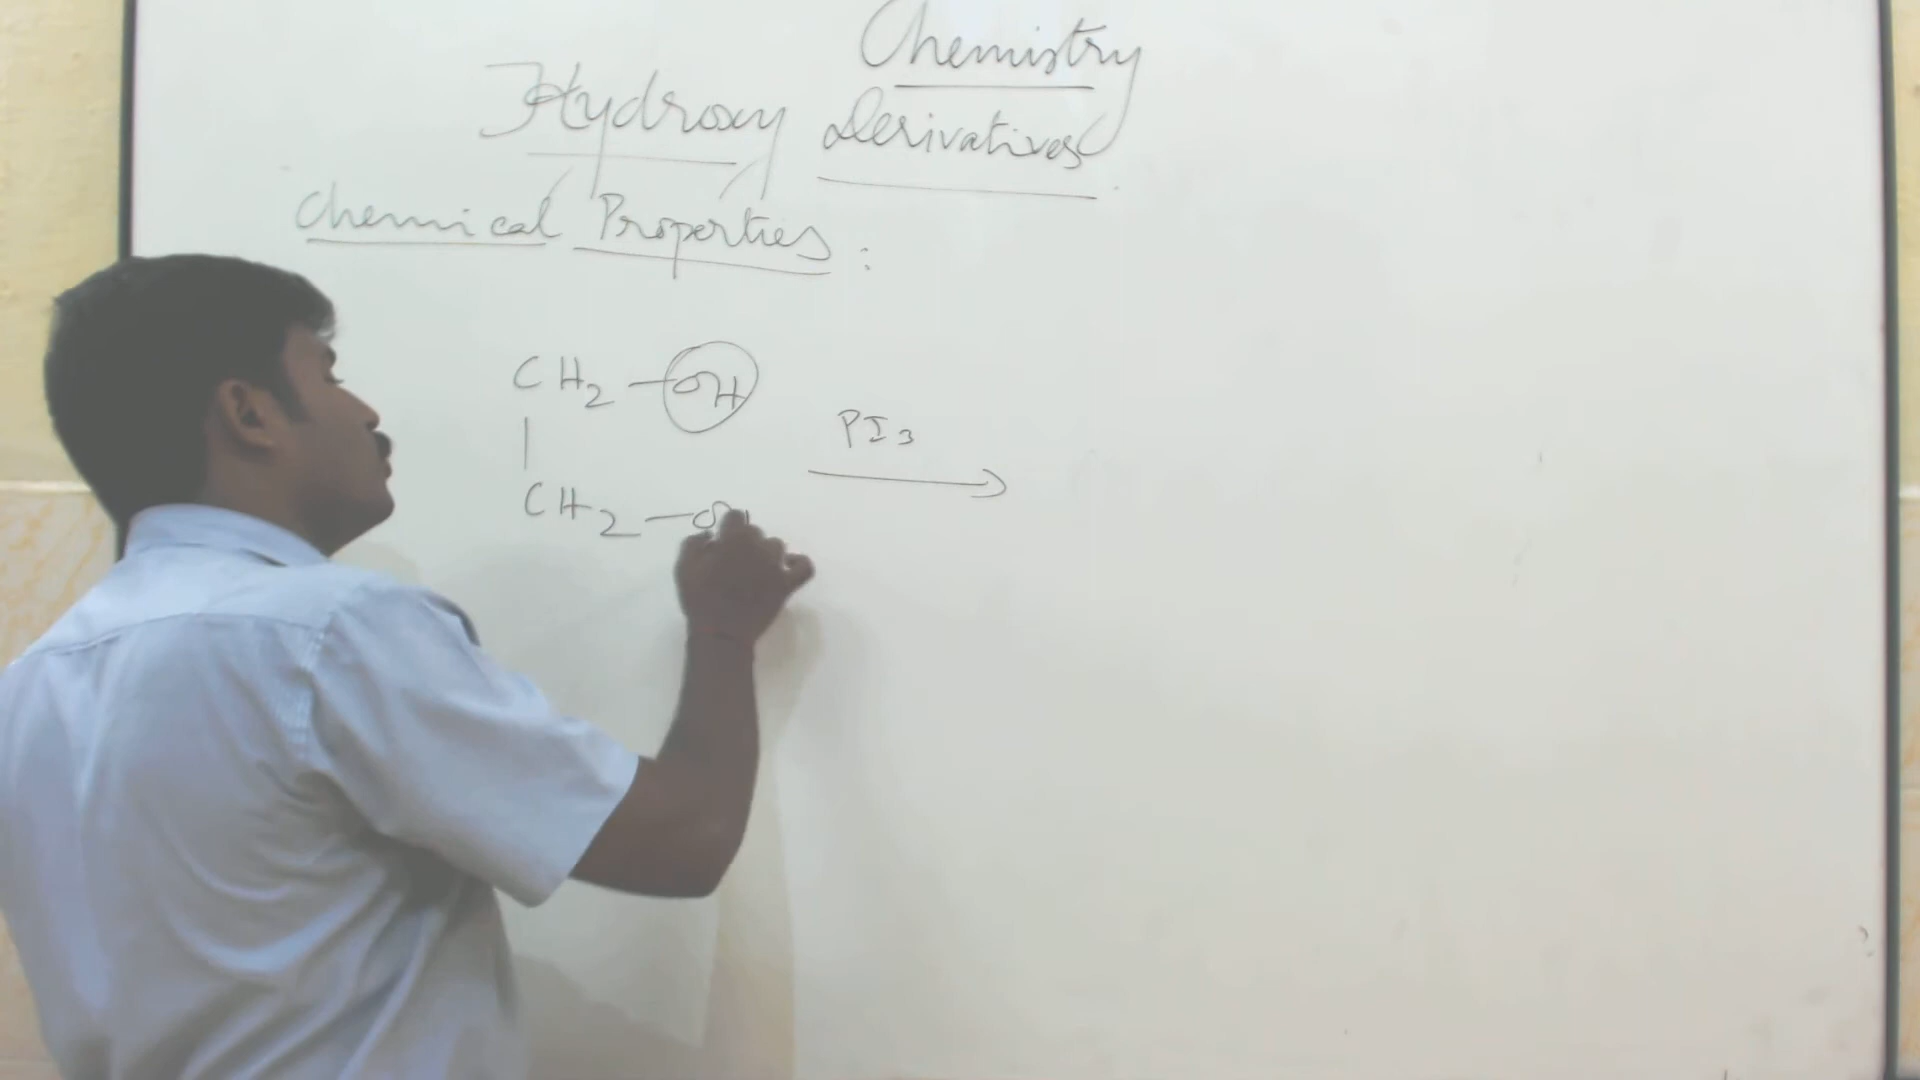 Chemistry
Hydroxy Derivatives
Chemical Properties :
CH2 - OH
PI3
CH2 - O